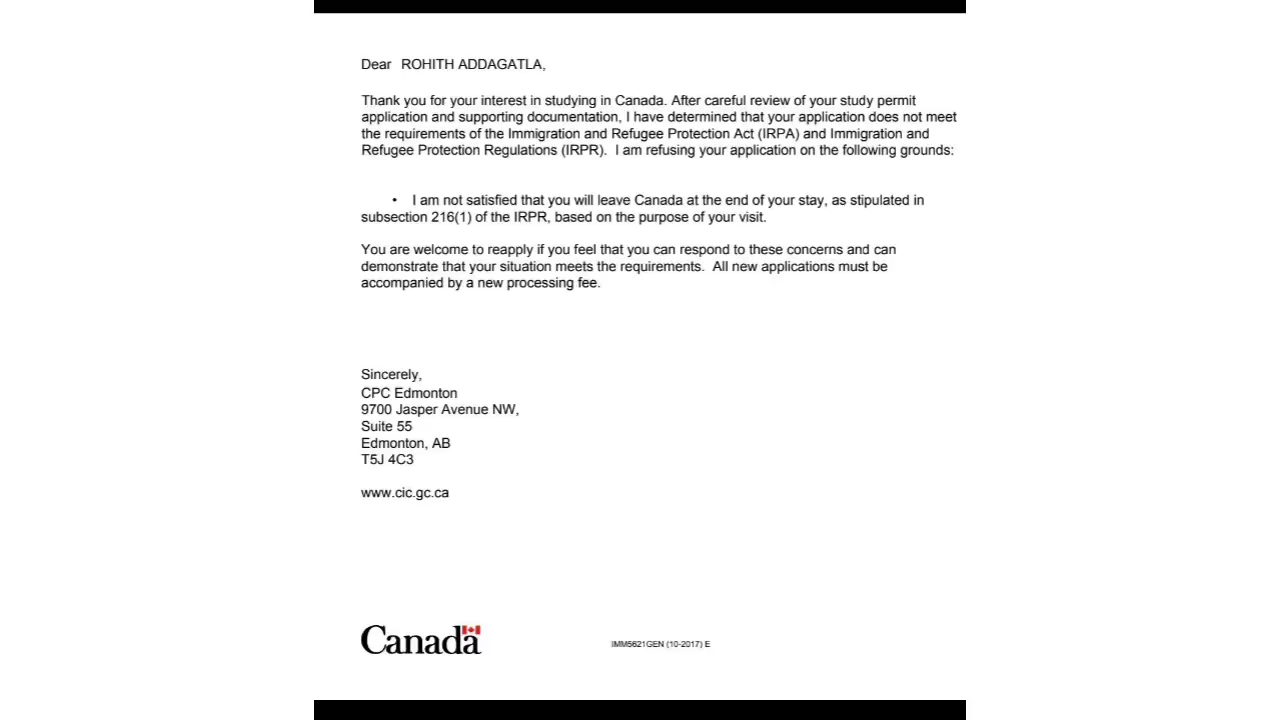 Dear ROHITH ADDAGATLA,
Thank you for your interest in studying in Canada. After careful review of your study permit
application and supporting documentation, I have determined that your application does not meet
the requirements of the Immigration and Refugee Protection Act (IRPA) and Immigration and
Refugee Protection Regulations (IRPR). I am refusing your application on the following grounds:
• I am not satisfied that you will leave Canada at the end of your stay, as stipulated in
subsection 216(1) of the IRPR, based on the purpose of your visit.
You are welcome to reapply if you feel that you can respond to these concerns and can
demonstrate that your situation meets the requirements. All new applications must be
accompanied by a new processing fee.
Sincerely,
CPC Edmonton
9700 Jasper Avenue NW,
Suite 55
Edmonton, AB
T5J 4C3
www.cic.gc.ca
Canada
IMM5621GEN (10-2017) E